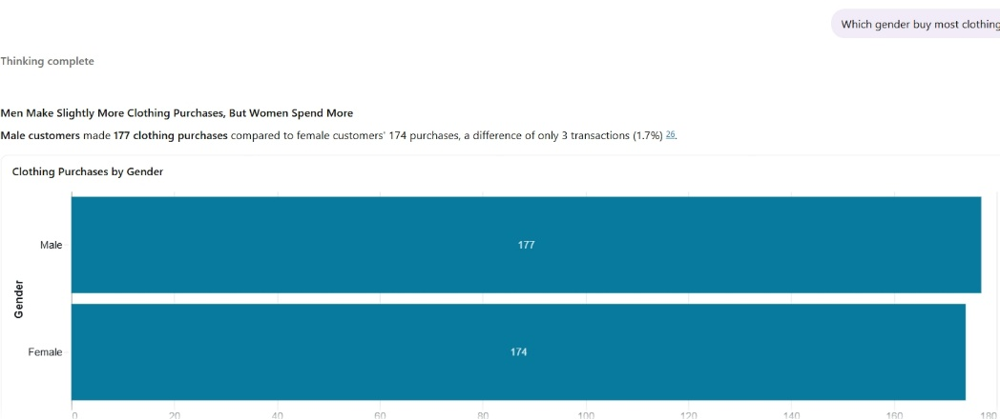 Which gender buy most clothing
Thinking complete
Men Make Slightly More Clothing Purchases, But Women Spend More
Male customers made 177 clothing purchases compared to female customers' 174 purchases, a difference of only 3 transactions (1.7%) 26.
Clothing Purchases by Gender
Male
177
Gender
Female
174
0 20 40 60 80 100 120 140 160 180